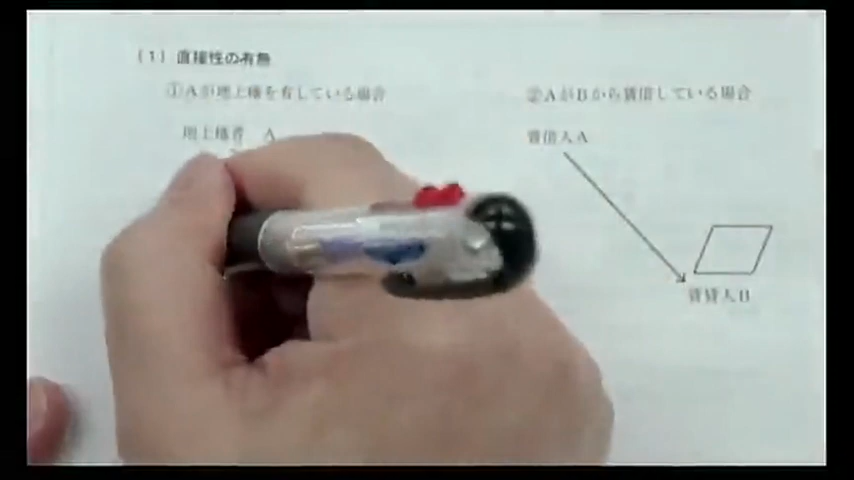 (1) 直接性の有無
①Aが地上権を有している場合
②AがBから賃借している場合
地上権者 A
賃借人A
賃貸人B